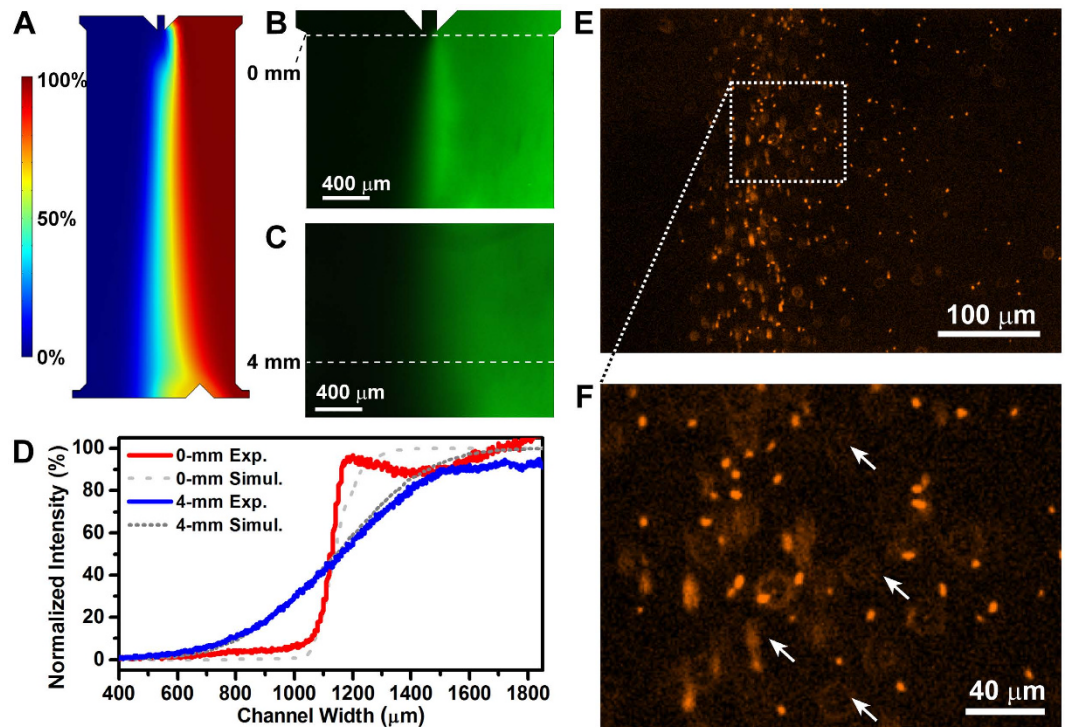 A
100%
50%
0%
B
0 mm
400 μm
C
4 mm
400 μm
D
Normalized Intensity (%)
100
80
60
40
20
0
0-mm Exp.
0-mm Simul.
4-mm Exp.
4-mm Simul.
400 600 800 1000 1200 1400 1600 1800
Channel Width (μm)
E
100 μm
F
40 μm